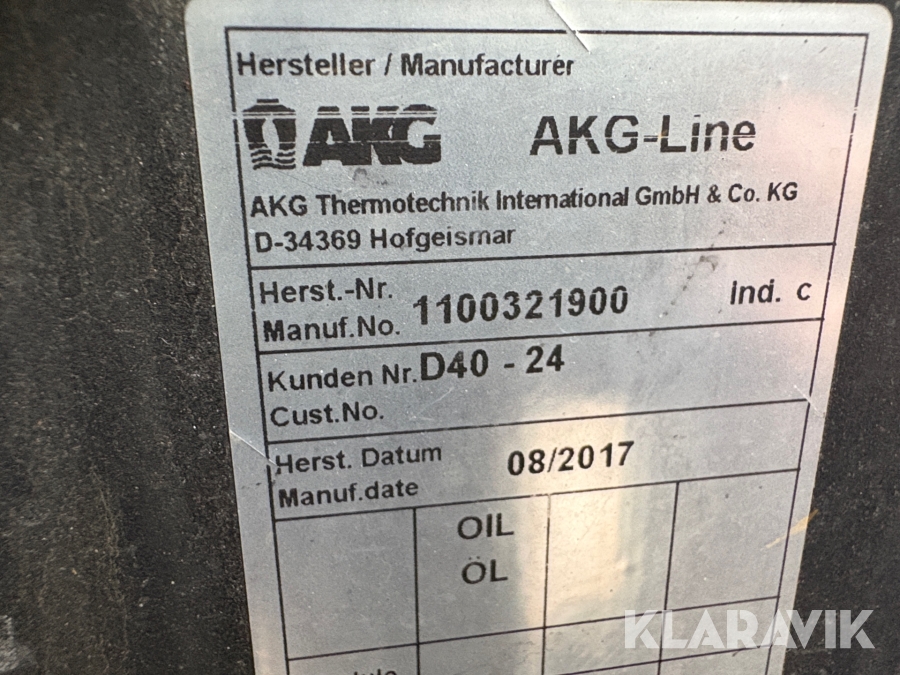 Hersteller / Manufacturer
AKG AKG-Line
AKG Thermotechnik International GmbH & Co. KG
D-34369 Hofgeismar
Herst.-Nr.
Manuf.No. 1100321900 ind. c
Kunden Nr. D40 - 24
Cust.No.
Herst. Datum
Manuf.date 08/2017
OIL
ÖL
KLARAVIK